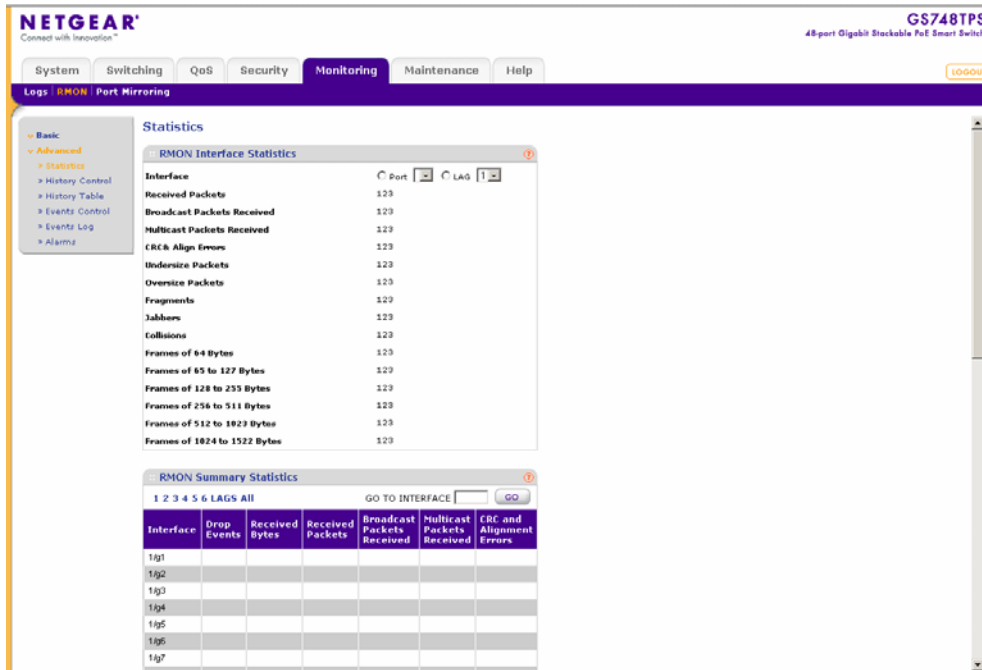 NETGEAR®
Connect with Innovation™
GS748TPS
48-port Gigabit Stackable PoE Smart Switch
System Switching QoS Security Monitoring Maintenance Help
LOGOU
Logs RMON Port Mirroring
Basic
Advanced
Statistics
History Control
History Table
Events Control
Events Log
Alarms
Statistics
RMON Interface Statistics
Interface Port LAG 1
Received Packets 123
Broadcast Packets Received 123
Multicast Packets Received 123
CRC& Align Errors 123
Undersize Packets 123
Oversize Packets 123
Fragments 123
Jabbers 123
Collisions 123
Frames of 64 Bytes 123
Frames of 65 to 127 Bytes 123
Frames of 128 to 255 Bytes 123
Frames of 256 to 511 Bytes 123
Frames of 512 to 1023 Bytes 123
Frames of 1024 to 1522 Bytes 123
RMON Summary Statistics
1 2 3 4 5 6 LAGS All GO TO INTERFACE GO
Interface Drop Events Received Bytes Received Packets Broadcast Packets Received Multicast Packets Received CRC and Alignment Errors
1/g1
1/g2
1/g3
1/g4
1/g5
1/g6
1/g7